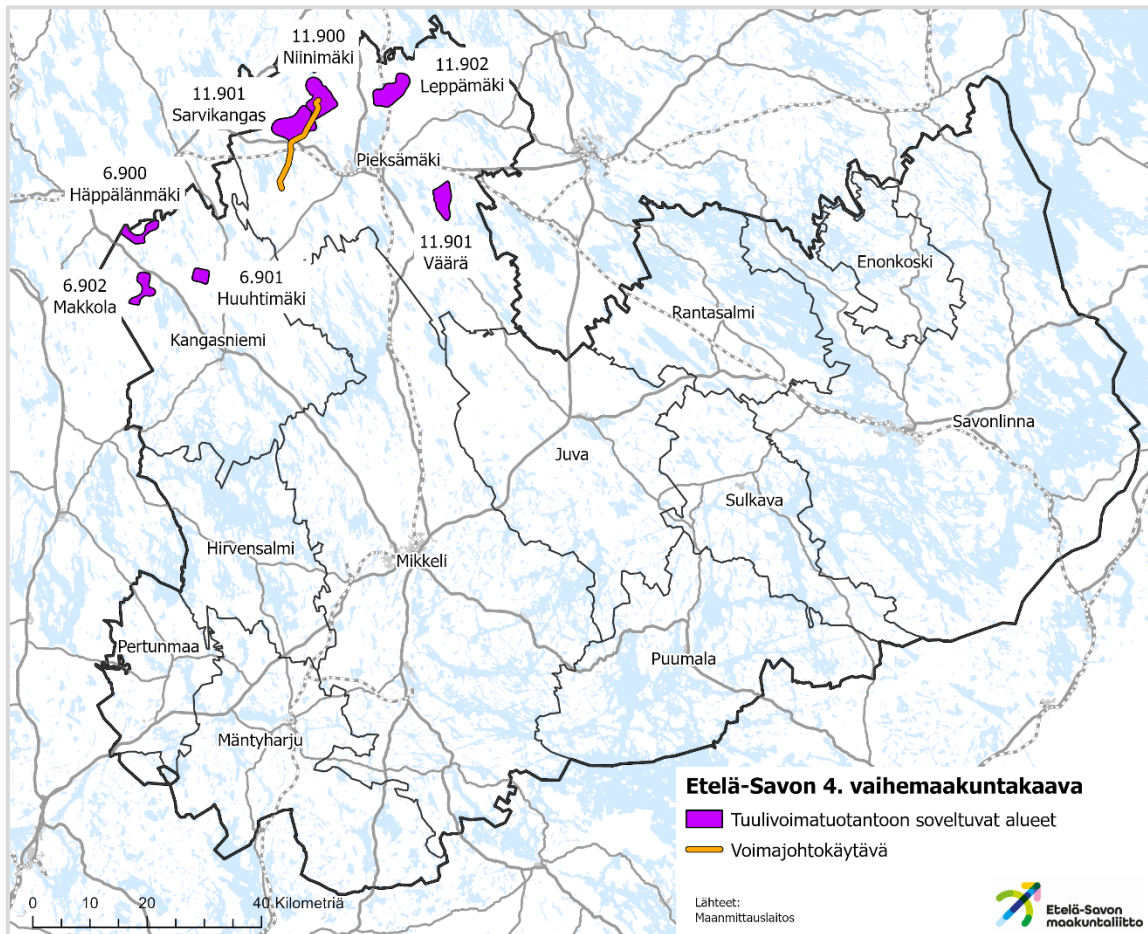 11.900
Niinimäki
11.902
Leppämäki
11.901
Sarvikangas
Pieksämäki
6.900
Häppälänmäki
11.901
Väärä
6.902
Makkola
6.901
Huuhtimäki
Kangasniemi
Enonkoski
Rantasalmi
Savonlinna
Juva
Sulkava
Hirvensalmi
Mikkeli
Pertunmaa
Puumala
Mäntyharju
Etelä-Savon 4. vaihemaakuntakaava
Tuulivoimatuotantoon soveltuvat alueet
Voimajohtokäytävä
0 10 20 40 Kilometriä
Lähteet:
Maanmittauslaitos
Etelä-Savon
maakuntaliitto